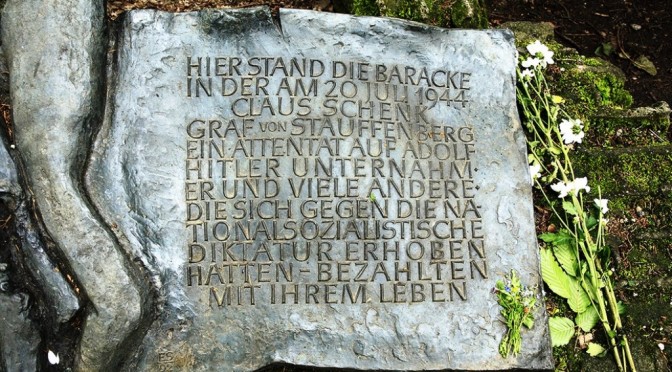 HIER STAND DIE BARACKE
IN DER AM 20 JULI 1944
CLAUS SCHENK
GRAF VON STAUFFENBERG
EIN ATTENTAT AUF ADOLF
HITLER UNTERNAHM ·
ER UND VIELE ANDERE ·
DIE SICH GEGEN DIE NA
TIONALSOZIALISTISCHE
DIKTATUR ERHOBEN
HATTEN - BEZAHLTEN
MIT IHREM LEBEN